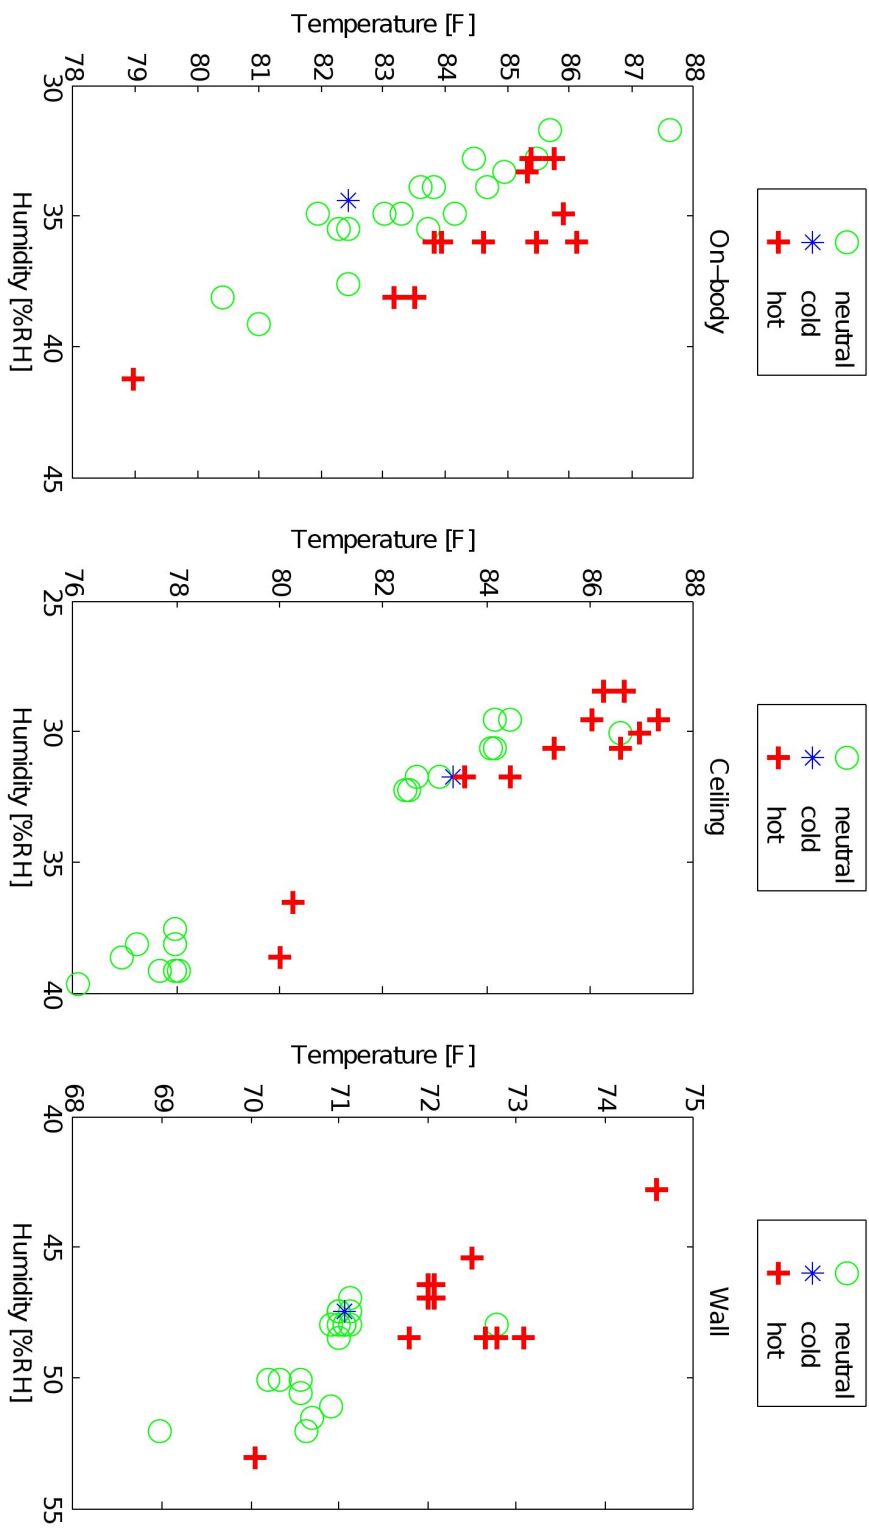 neutral
cold
hot
On-body
88
87
86
85
84
83
82
81
80
79
78
30
35
40
45
Temperature [F]
Humidity [%RH]
neutral
cold
hot
Ceiling
88
86
84
82
80
78
76
25
30
35
40
Temperature [F]
Humidity [%RH]
neutral
cold
hot
Wall
75
74
73
72
71
70
69
68
40
45
50
55
Temperature [F]
Humidity [%RH]